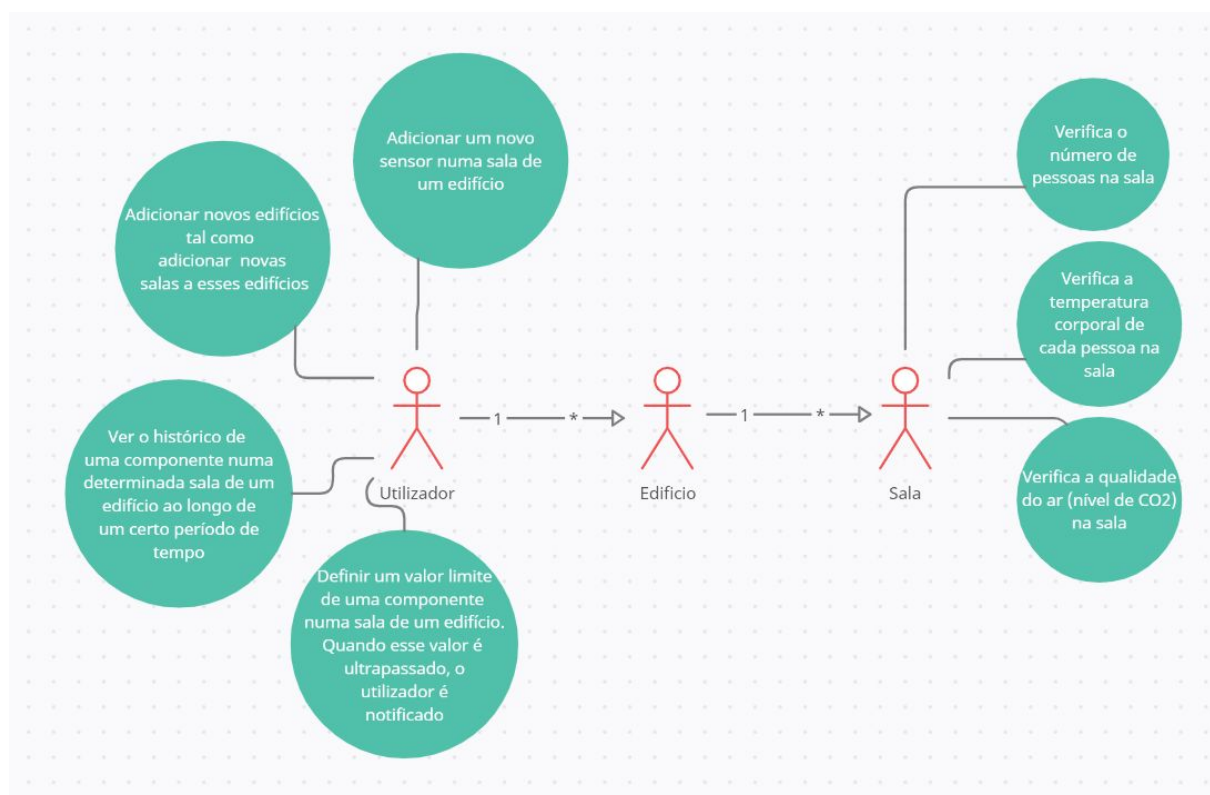 Adicionar um novo
sensor numa sala de
um edifício
Adicionar novos edifícios
tal como
adicionar novas
salas a esses edifícios
Ver o histórico de
uma componente numa
determinada sala de um
edifício ao longo de
um certo período de
tempo
Definir um valor limite
de uma componente
numa sala de um edifício.
Quando esse valor é
ultrapassado, o
utilizador é
notificado
Utilizador
1
*
Edificio
1
*
Sala
Verifica o
número de
pessoas na sala
Verifica a
temperatura
corporal de
cada pessoa na
sala
Verifica a qualidade
do ar (nível de CO2)
na sala